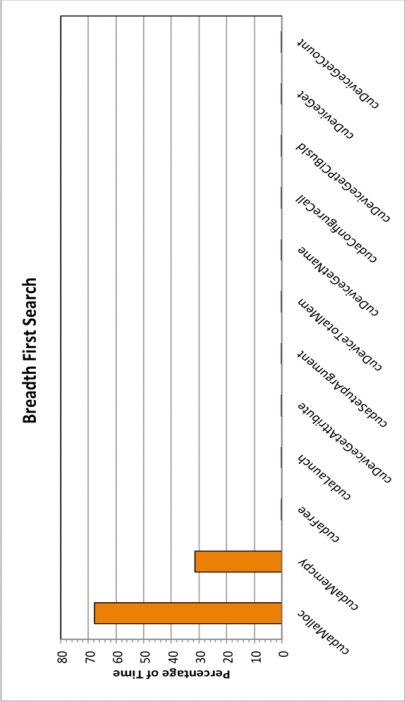 Breadth First Search
Percentage of Time
80
70
60
50
40
30
20
10
0
cudaMalloc
cudaMemcpy
cudaFree
cudaLaunch
cuDeviceGetAttribute
cudaSetupArgument
cuDeviceTotalMem
cuDeviceGetName
cudaConfigureCall
cuDeviceGetPCIBusId
cuDeviceGet
cuDeviceGetCount